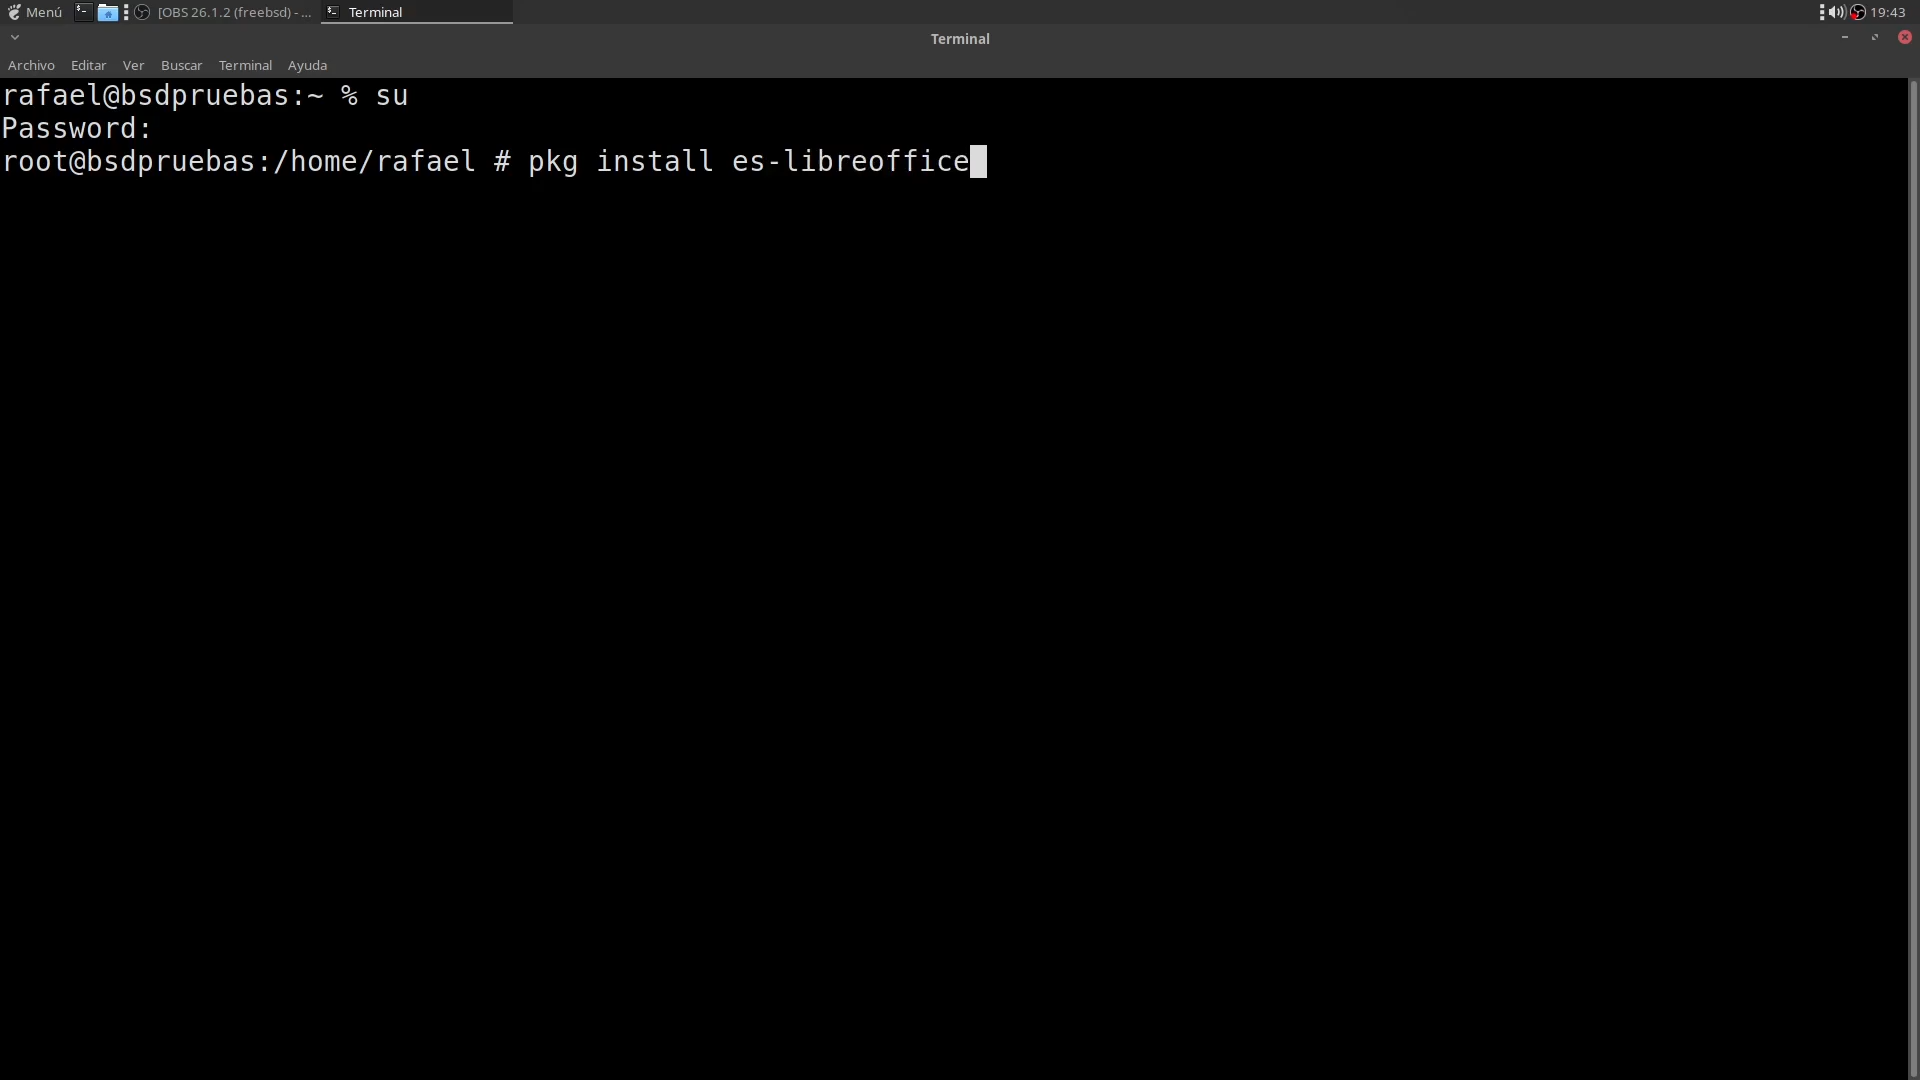 Menú [OBS 26.1.2 (freebsd) - ... Terminal 19:43
Terminal
Archivo Editar Ver Buscar Terminal Ayuda
rafael@bsdpruebas:~ % su
Password:
root@bsdpruebas:/home/rafael # pkg install es-libreoffice